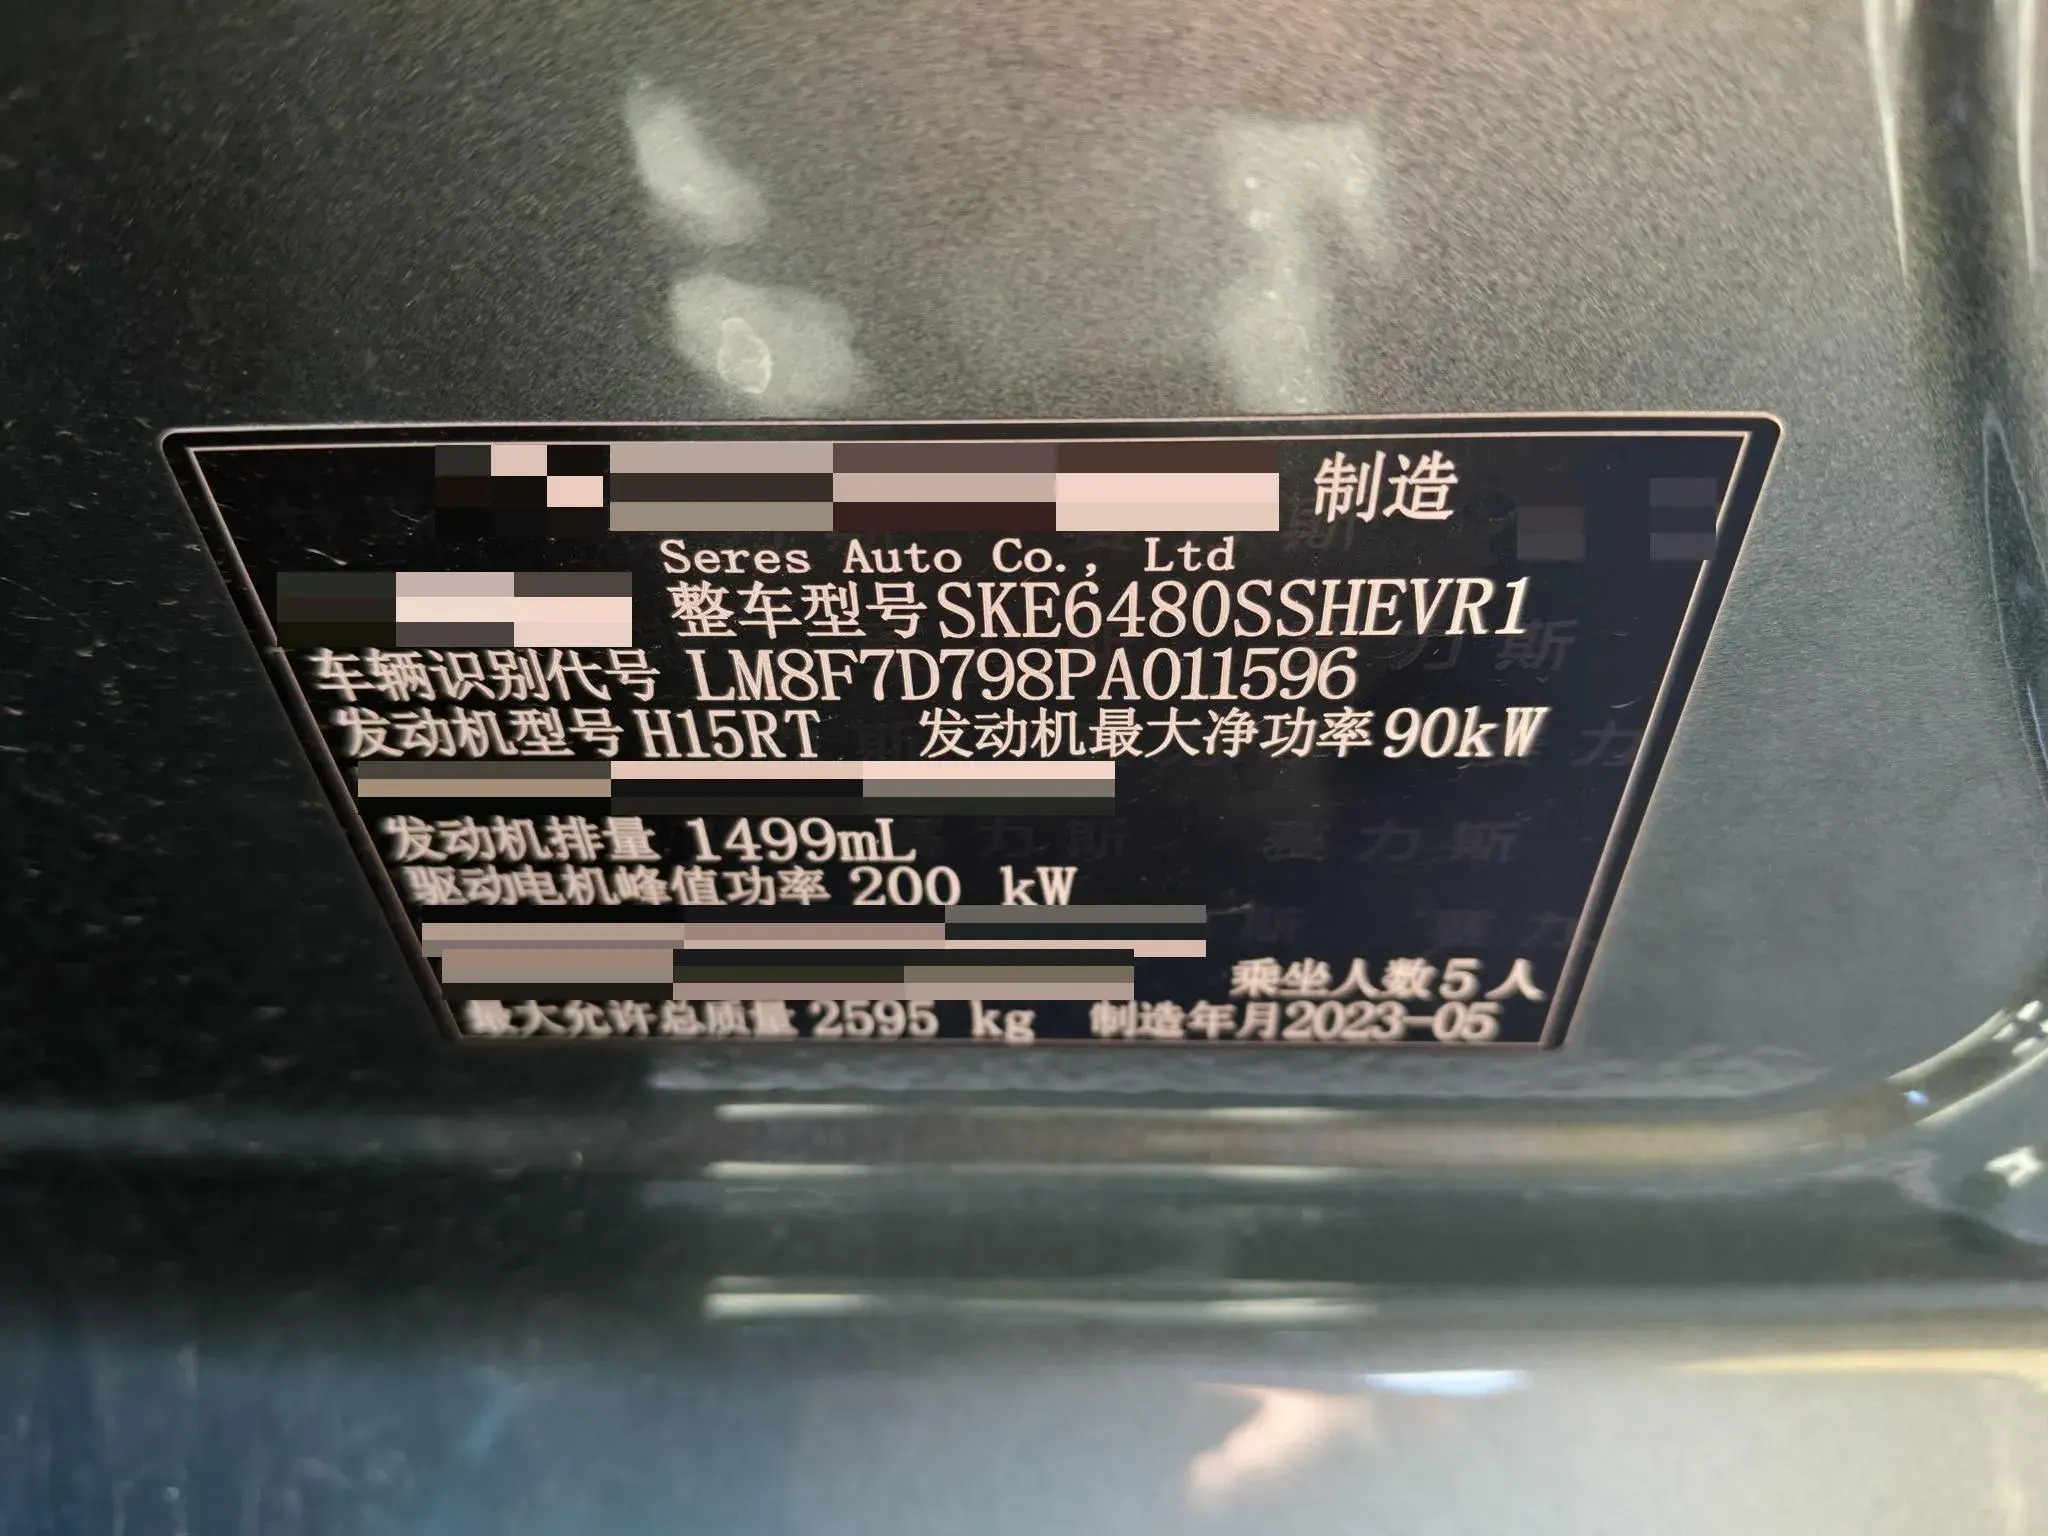 制造
Seres Auto Co., Ltd
整车型号SKE6480SSHEVR1
车辆识别代号 LM8F7D798PA011596
发动机型号H15RT 发动机最大净功率90kW
发动机排量 1499mL
驱动电机峰值功率 200 kW
乘坐人数5人
最大允许总质量2595 kg 制造年月2023-05